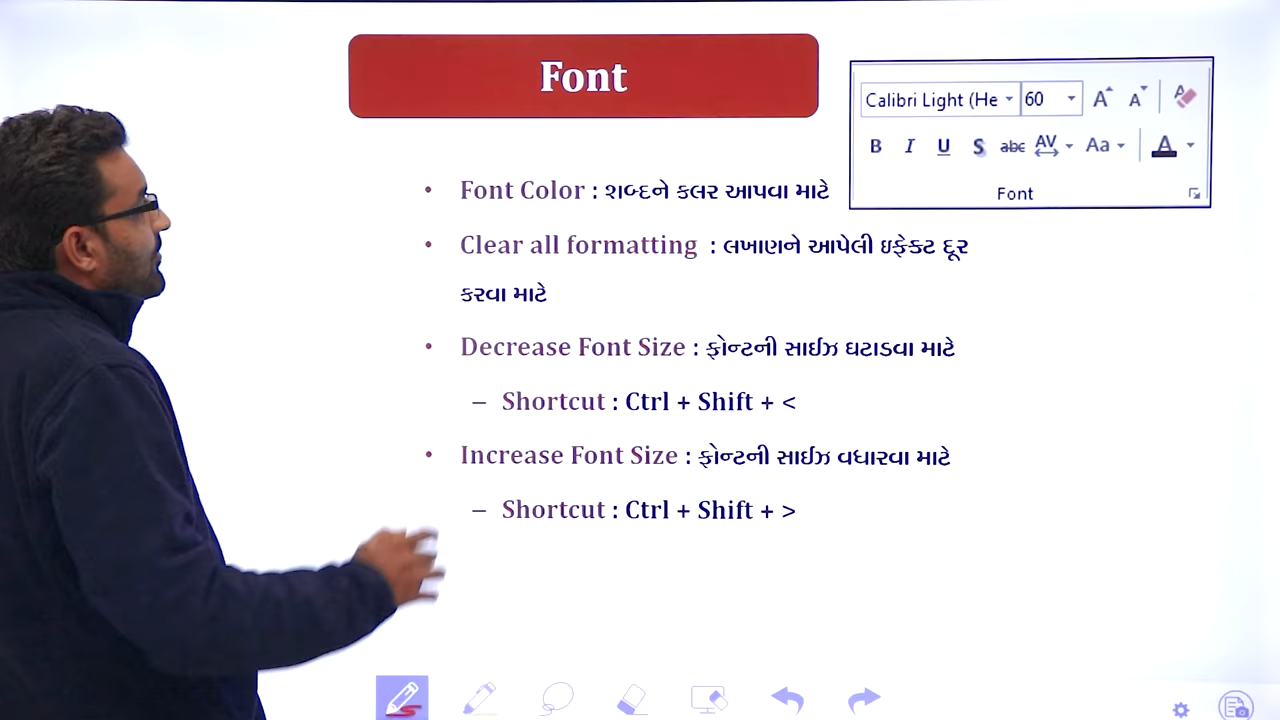 Font
Calibri Light (He 60 A A A
B I U S abc AV Aa A
Font
• Font Color : શબ્દને કલર આપવા માટે
• Clear all formatting : લખાણને આપેલી ઇફેક્ટ દૂર
કરવા માટે
• Decrease Font Size : ફોન્ટની સાઈઝ ઘટાડવા માટે
– Shortcut : Ctrl + Shift + <
• Increase Font Size : ફોન્ટની સાઈઝ વધારવા માટે
– Shortcut : Ctrl + Shift + >